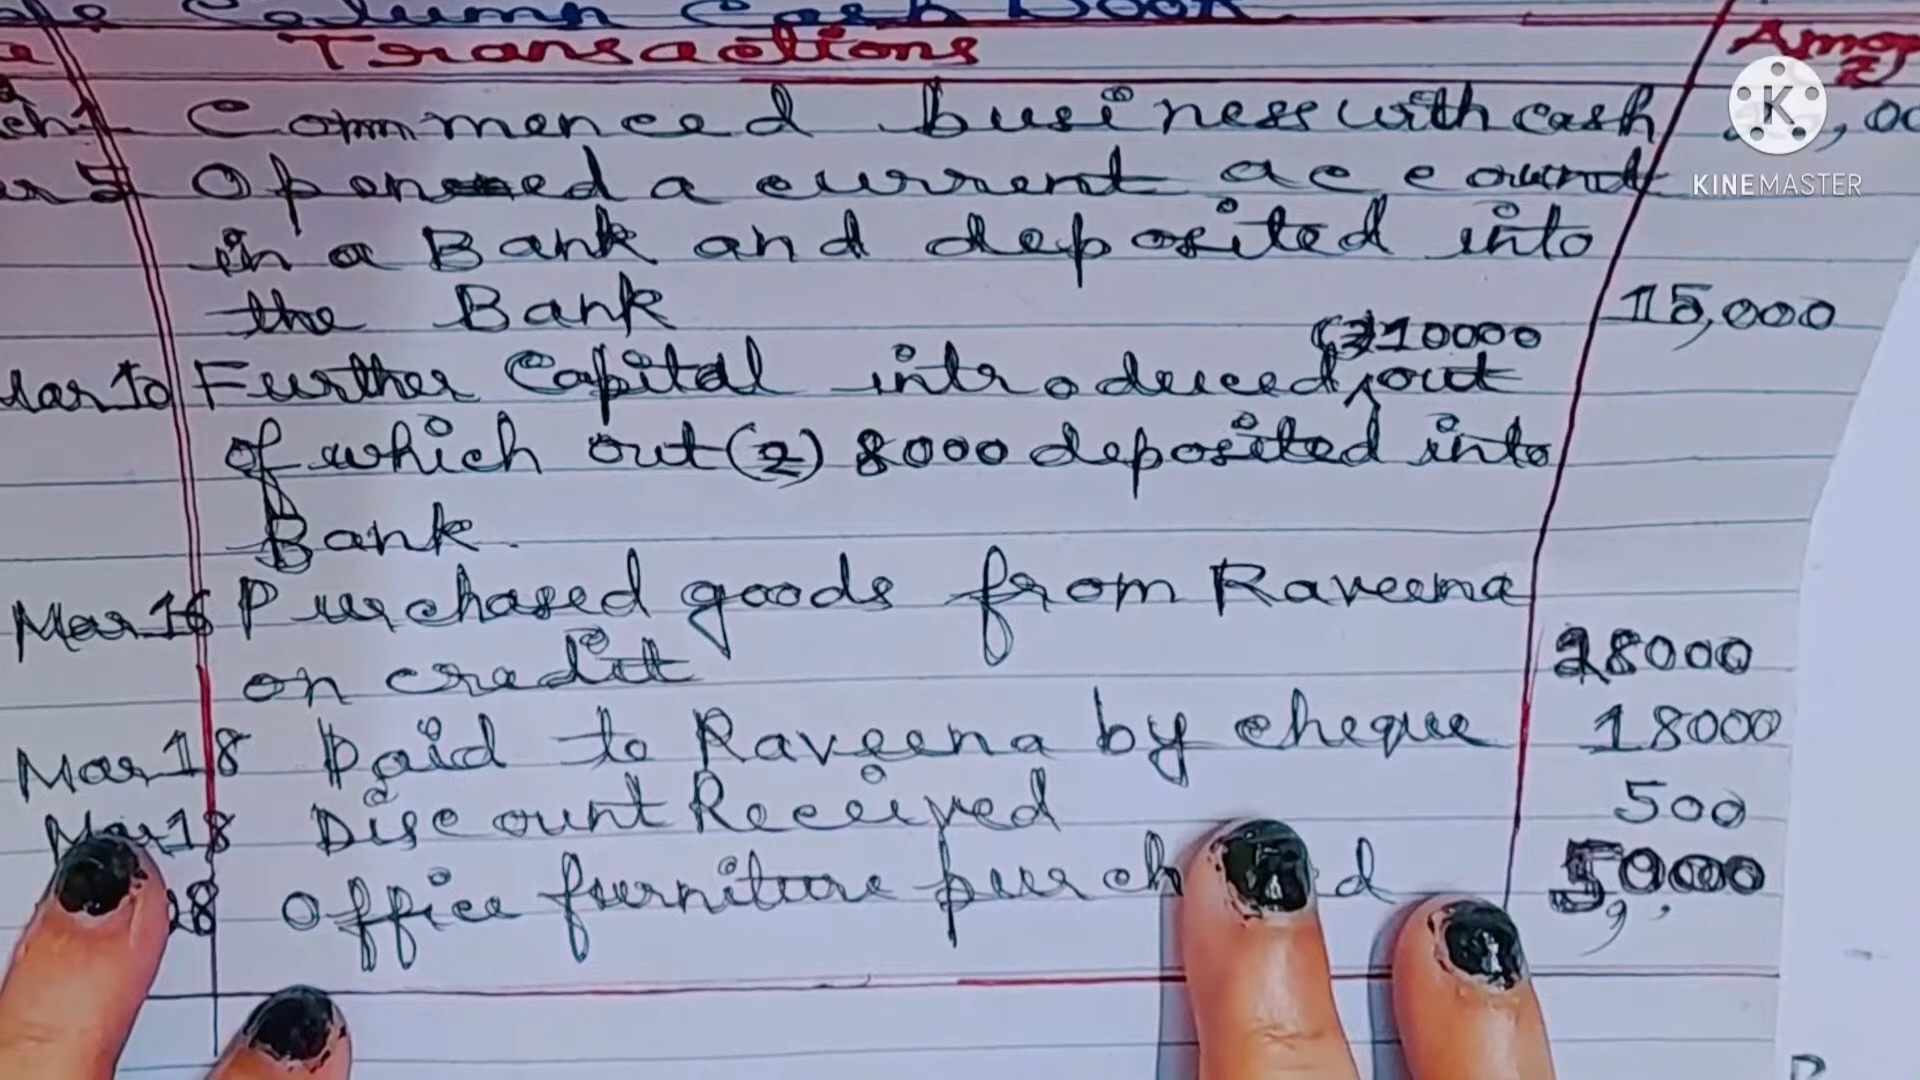 Column Cash Book
Transactions
Commenced business with cash
Opened a current account
in a Bank and deposited into
the Bank 15,000
(₹)10000
Mar 10 Further Capital introduced, out
of which out (₹) 8000 deposited into
Bank.
Mar 16 Purchased goods from Raveena
on credit 28000
Mar 18 Paid to Raveena by cheque 18000
Mar 18 Discount Received 500
Office furniture 5,000
K
KINEMASTER